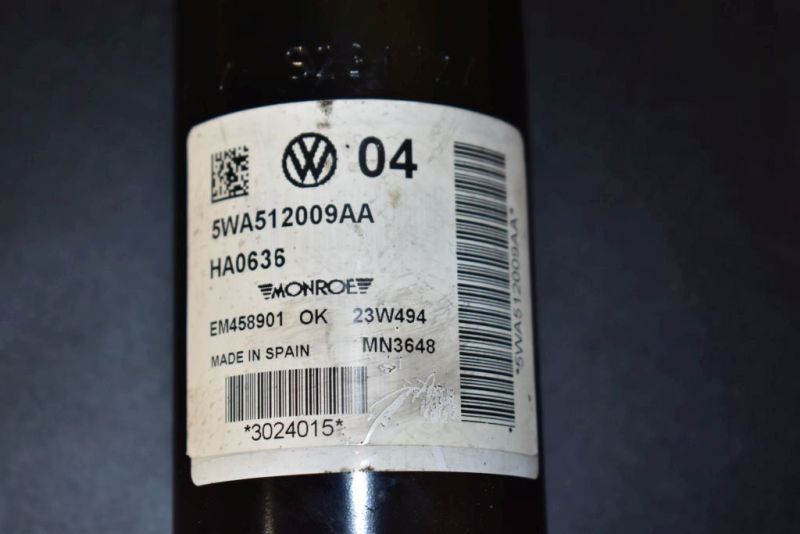 04
5WA512009AA
HA0636
MONROE
EM458901 OK 23W494
MADE IN SPAIN MN3648
*3024015*
*5WA512009AA*